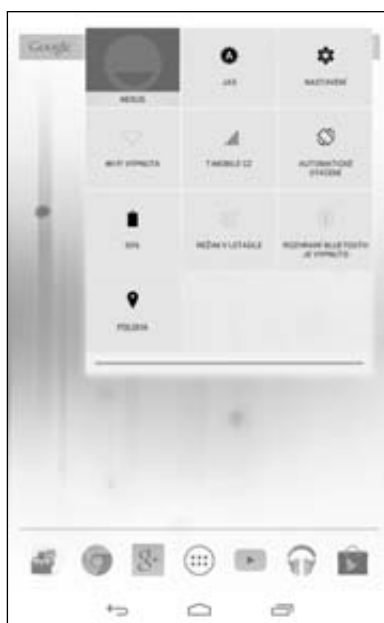 Google
NEXUS
JAS
NASTAVENÍ
WI-FI VYPNUTA
T-MOBILE CZ
AUTOMATICKÉ
OTÁČENÍ
REŽIM V LETADLE
ROZHRANÍ BLUETOOTH
JE VYPNUTO
POLOHA